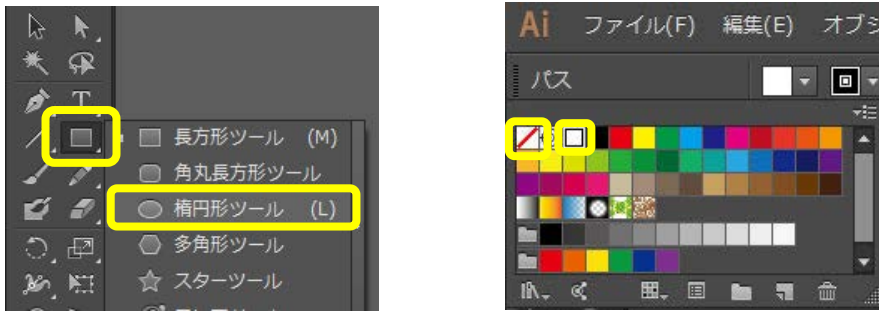 長方形ツール (M)
角丸長方形ツール
楕円形ツール (L)
多角形ツール
スターツール
Ai ファイル(F) 編集(E) オブ
パス